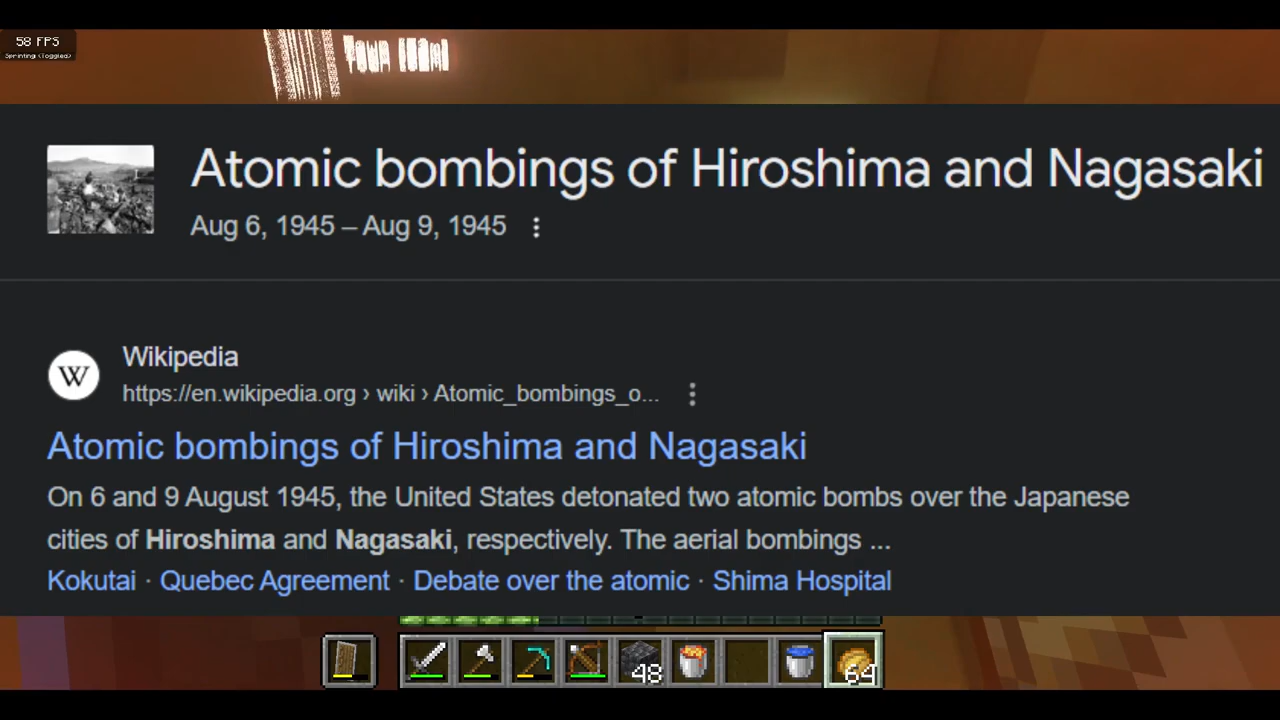 58 FPS
Sprinting (Toggled)
Atomic bombings of Hiroshima and Nagasaki
Aug 6, 1945 – Aug 9, 1945
Wikipedia
https://en.wikipedia.org › wiki › Atomic_bombings_o...
Atomic bombings of Hiroshima and Nagasaki
On 6 and 9 August 1945, the United States detonated two atomic bombs over the Japanese
cities of Hiroshima and Nagasaki, respectively. The aerial bombings ...
Kokutai · Quebec Agreement · Debate over the atomic · Shima Hospital
48
64